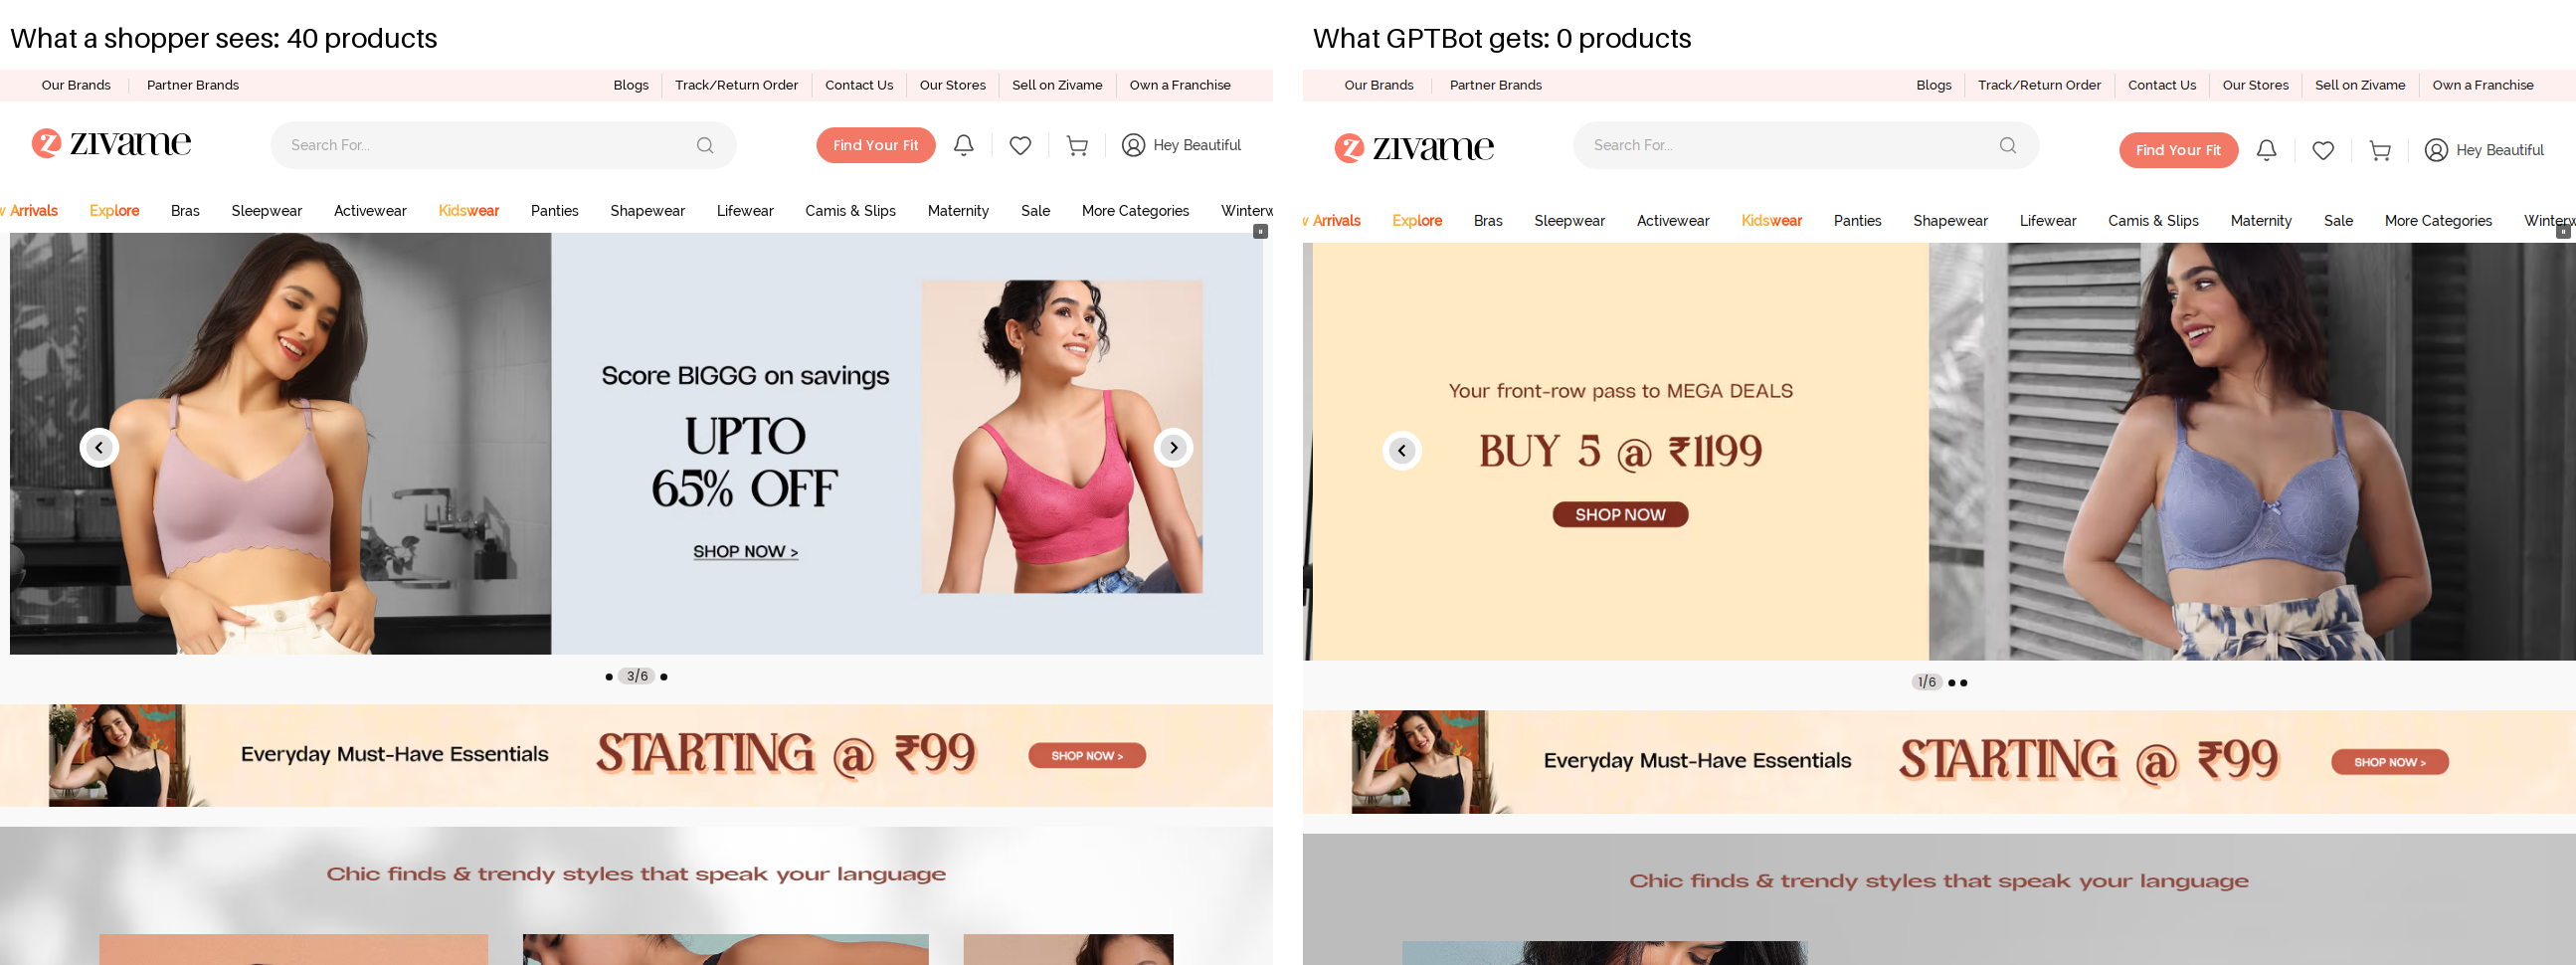 What a shopper sees: 40 products
Our Brands Partner Brands Blogs Track/Return Order Contact Us Our Stores Sell on Zivame Own a Franchise
zivame Search For... Find Your Fit Hey Beautiful
w Arrivals Explore Bras Sleepwear Activewear Kidswear Panties Shapewear Lifewear Camis & Slips Maternity Sale More Categories Winterw
Score BIGGG on savings
UPTO
65% OFF
SHOP NOW >
3/6
Everyday Must-Have Essentials STARTING @ ₹99 SHOP NOW >
Chic finds & trendy styles that speak your language
What GPTBot gets: 0 products
Our Brands Partner Brands Blogs Track/Return Order Contact Us Our Stores Sell on Zivame Own a Franchise
zivame Search For... Find Your Fit Hey Beautiful
w Arrivals Explore Bras Sleepwear Activewear Kidswear Panties Shapewear Lifewear Camis & Slips Maternity Sale More Categories Winterw
Your front-row pass to MEGA DEALS
BUY 5 @ ₹1199
SHOP NOW
1/6
Everyday Must-Have Essentials STARTING @ ₹99 SHOP NOW >
Chic finds & trendy styles that speak your language